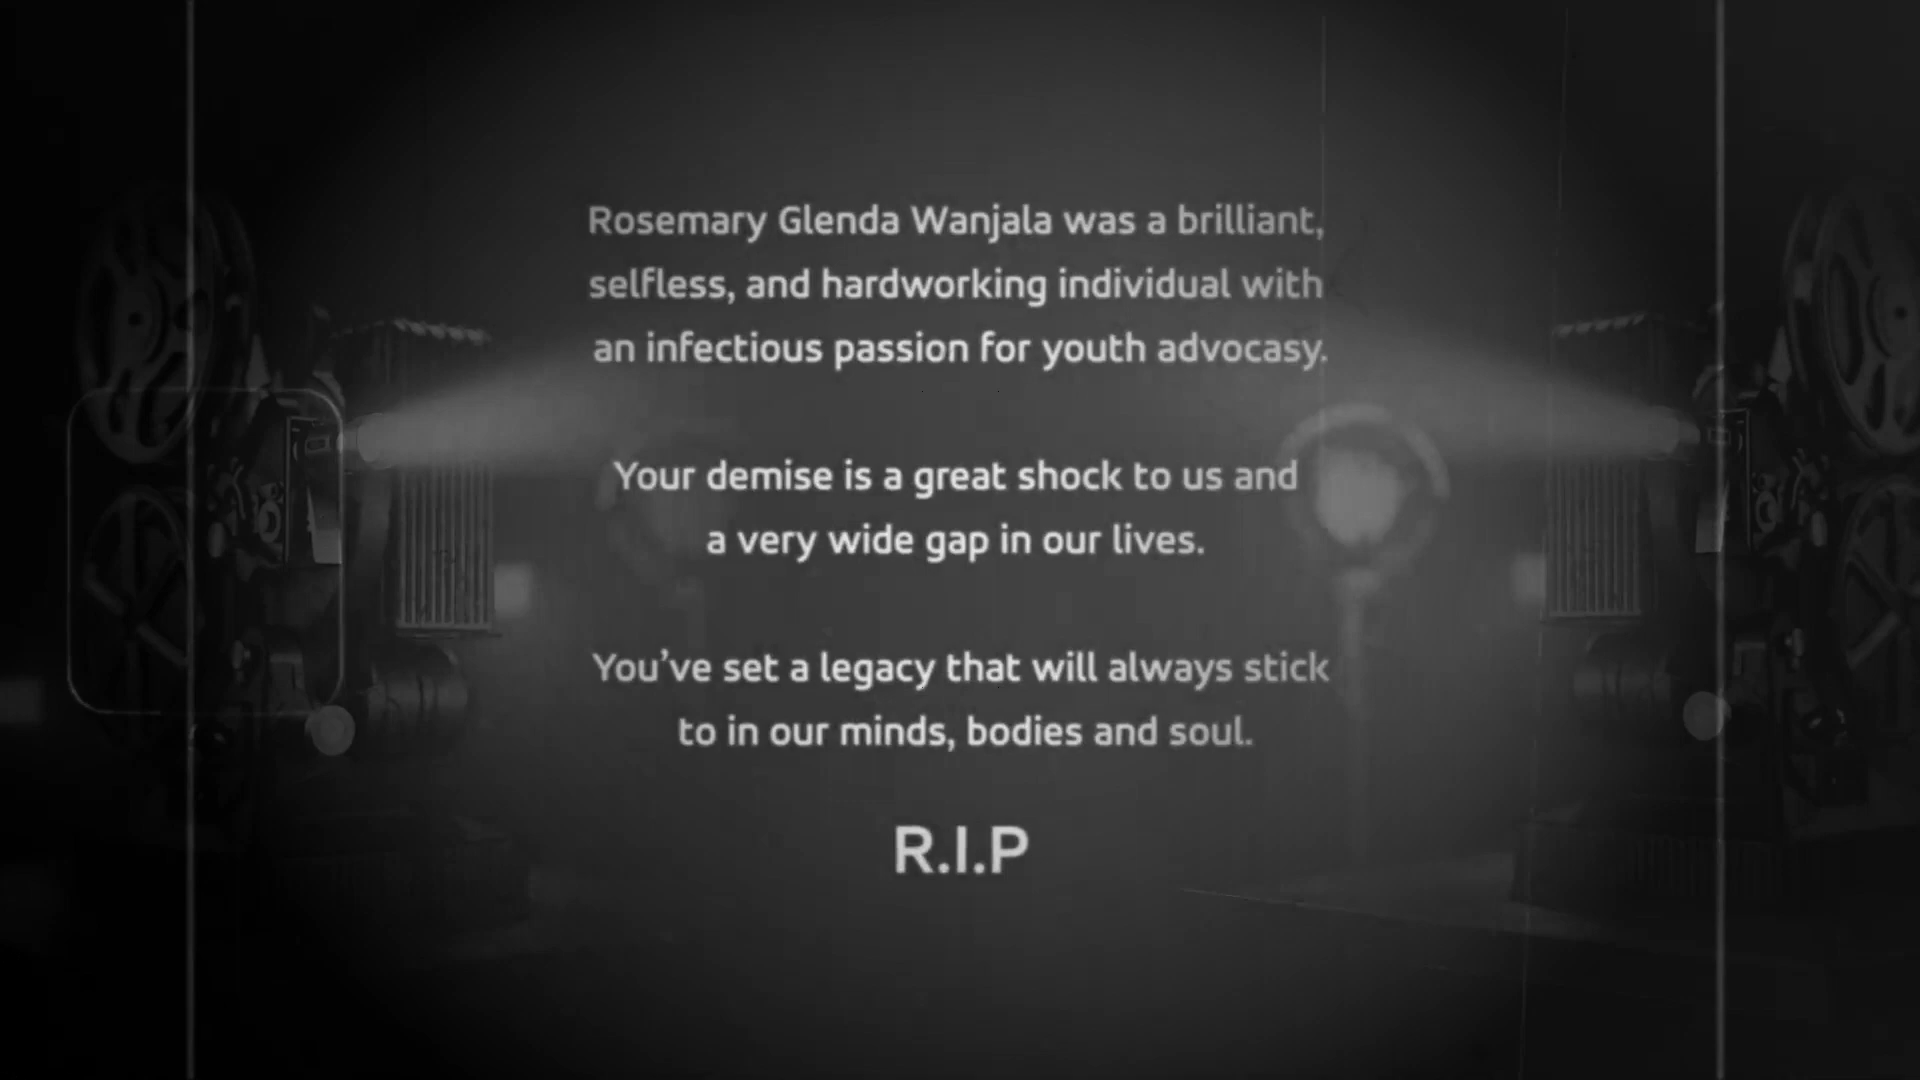 Rosemary Glenda Wanjala was a brilliant,
selfless, and hardworking individual with
an infectious passion for youth advocasy.
Your demise is a great shock to us and
a very wide gap in our lives.
You’ve set a legacy that will always stick
to in our minds, bodies and soul.
R.I.P